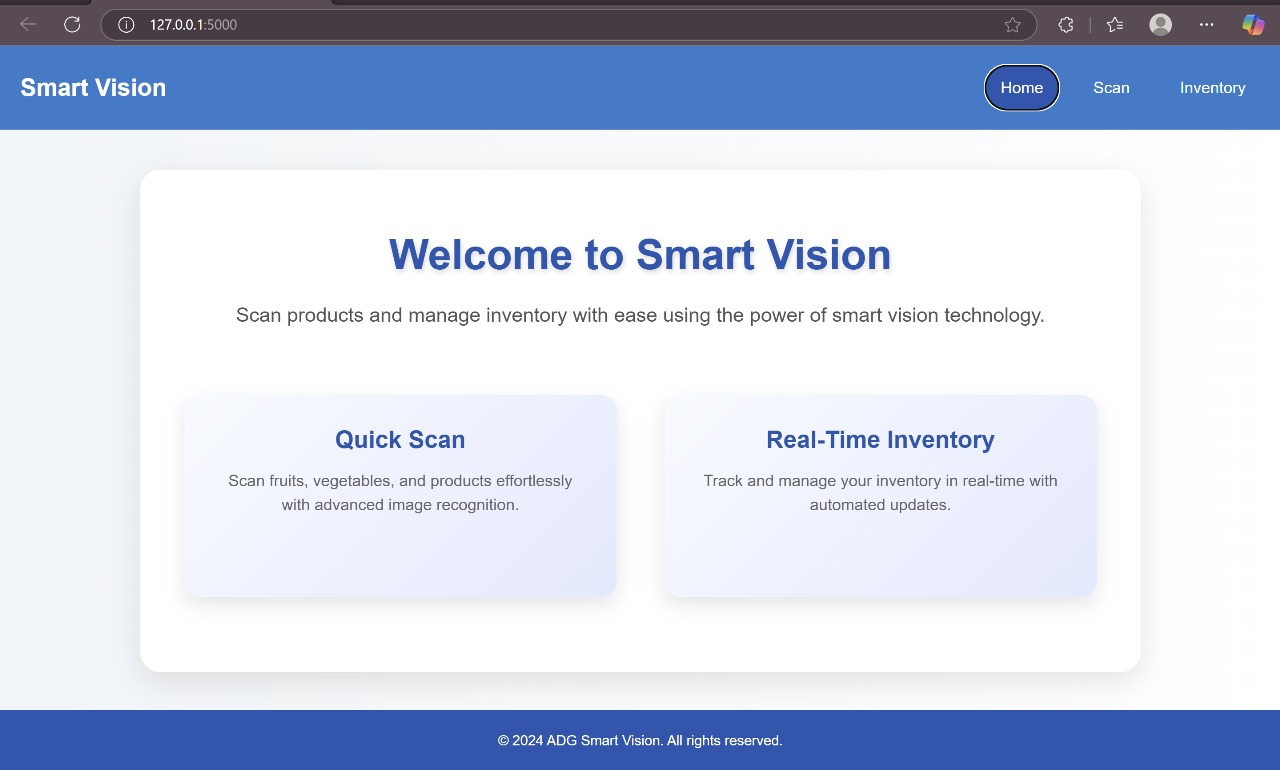 127.0.0.1:5000
Smart Vision
Home
Scan
Inventory
Welcome to Smart Vision
Scan products and manage inventory with ease using the power of smart vision technology.
Quick Scan
Scan fruits, vegetables, and products effortlessly
with advanced image recognition.
Real-Time Inventory
Track and manage your inventory in real-time with
automated updates.
© 2024 ADG Smart Vision. All rights reserved.